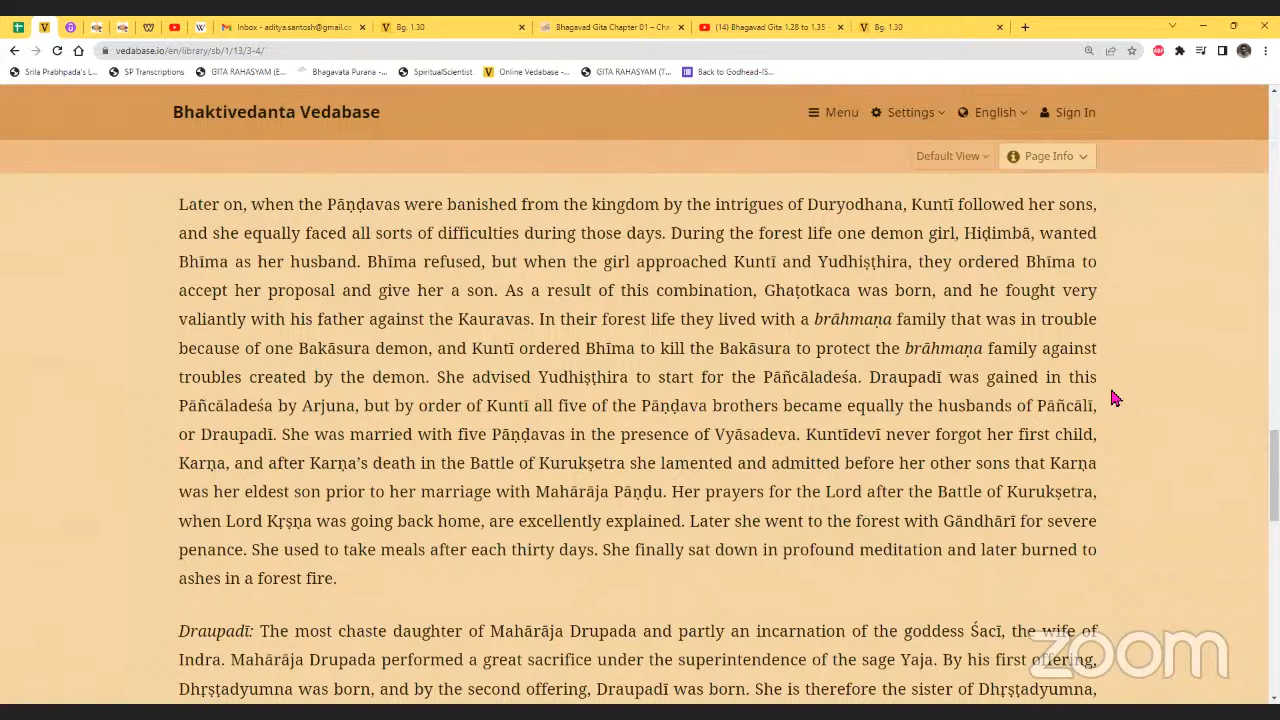 Inbox - aditya.santosh@gmail.co
Bg. 1.30
Bhagavad Gita Chapter 01 – Cha
(14) Bhagavad Gita 1.28 to 1.35 -
Bg. 1.30
vedabase.io/en/library/sb/1/13/3-4/
Srila Prabhpada's L...
SP Transcriptions
GITA RAHASYAM (E...
Bhagavata Purana -...
SpiritualScientist
Online Vedabase -...
GITA RAHASYAM (T...
Back to Godhead-IS...
Bhaktivedanta Vedabase
Menu
Settings
English
Sign In
Default View
Page Info
Later on, when the Pāṇḍavas were banished from the kingdom by the intrigues of Duryodhana, Kuntī followed her sons,
and she equally faced all sorts of difficulties during those days. During the forest life one demon girl, Hiḍimbā, wanted
Bhīma as her husband. Bhīma refused, but when the girl approached Kuntī and Yudhiṣṭhira, they ordered Bhīma to
accept her proposal and give her a son. As a result of this combination, Ghaṭotkaca was born, and he fought very
valiantly with his father against the Kauravas. In their forest life they lived with a brāhmaṇa family that was in trouble
because of one Bakāsura demon, and Kuntī ordered Bhīma to kill the Bakāsura to protect the brāhmaṇa family against
troubles created by the demon. She advised Yudhiṣṭhira to start for the Pāñcāladeśa. Draupadī was gained in this
Pāñcāladeśa by Arjuna, but by order of Kuntī all five of the Pāṇḍava brothers became equally the husbands of Pāñcālī,
or Draupadī. She was married with five Pāṇḍavas in the presence of Vyāsadeva. Kuntīdevī never forgot her first child,
Karṇa, and after Karṇa’s death in the Battle of Kurukṣetra she lamented and admitted before her other sons that Karṇa
was her eldest son prior to her marriage with Mahārāja Pāṇḍu. Her prayers for the Lord after the Battle of Kurukṣetra,
when Lord Kṛṣṇa was going back home, are excellently explained. Later she went to the forest with Gāndhārī for severe
penance. She used to take meals after each thirty days. She finally sat down in profound meditation and later burned to
ashes in a forest fire.
Draupadī: The most chaste daughter of Mahārāja Drupada and partly an incarnation of the goddess Śacī, the wife of
Indra. Mahārāja Drupada performed a great sacrifice under the superintendence of the sage Yaja. By his first offering,
Dhṛṣṭadyumna was born, and by the second offering, Draupadī was born. She is therefore the sister of Dhṛṣṭadyumna,
zoom